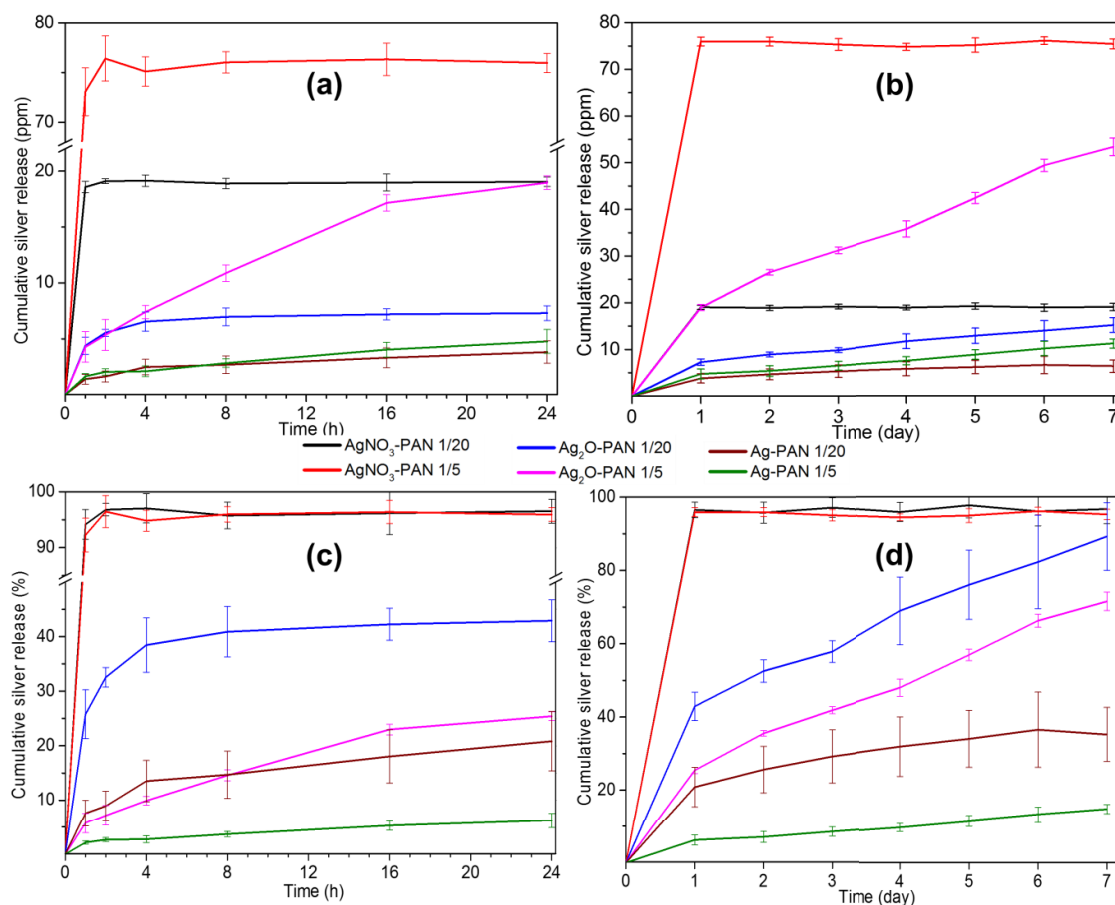 (a)
Cumulative silver release (ppm)
80
70
20
10
0 4 8 12 16 20 24
Time (h)
(b)
Cumulative silver release (ppm)
80
70
60
50
40
30
20
10
0 1 2 3 4 5 6 7
Time (day)
AgNO₃-PAN 1/20 Ag₂O-PAN 1/20 Ag-PAN 1/20
AgNO₃-PAN 1/5 Ag₂O-PAN 1/5 Ag-PAN 1/5
(c)
Cumulative silver release (%)
100
90
40
30
20
10
0 4 8 12 16 20 24
Time (h)
(d)
Cumulative silver release (%)
100
80
60
40
20
0 1 2 3 4 5 6 7
Time (day)